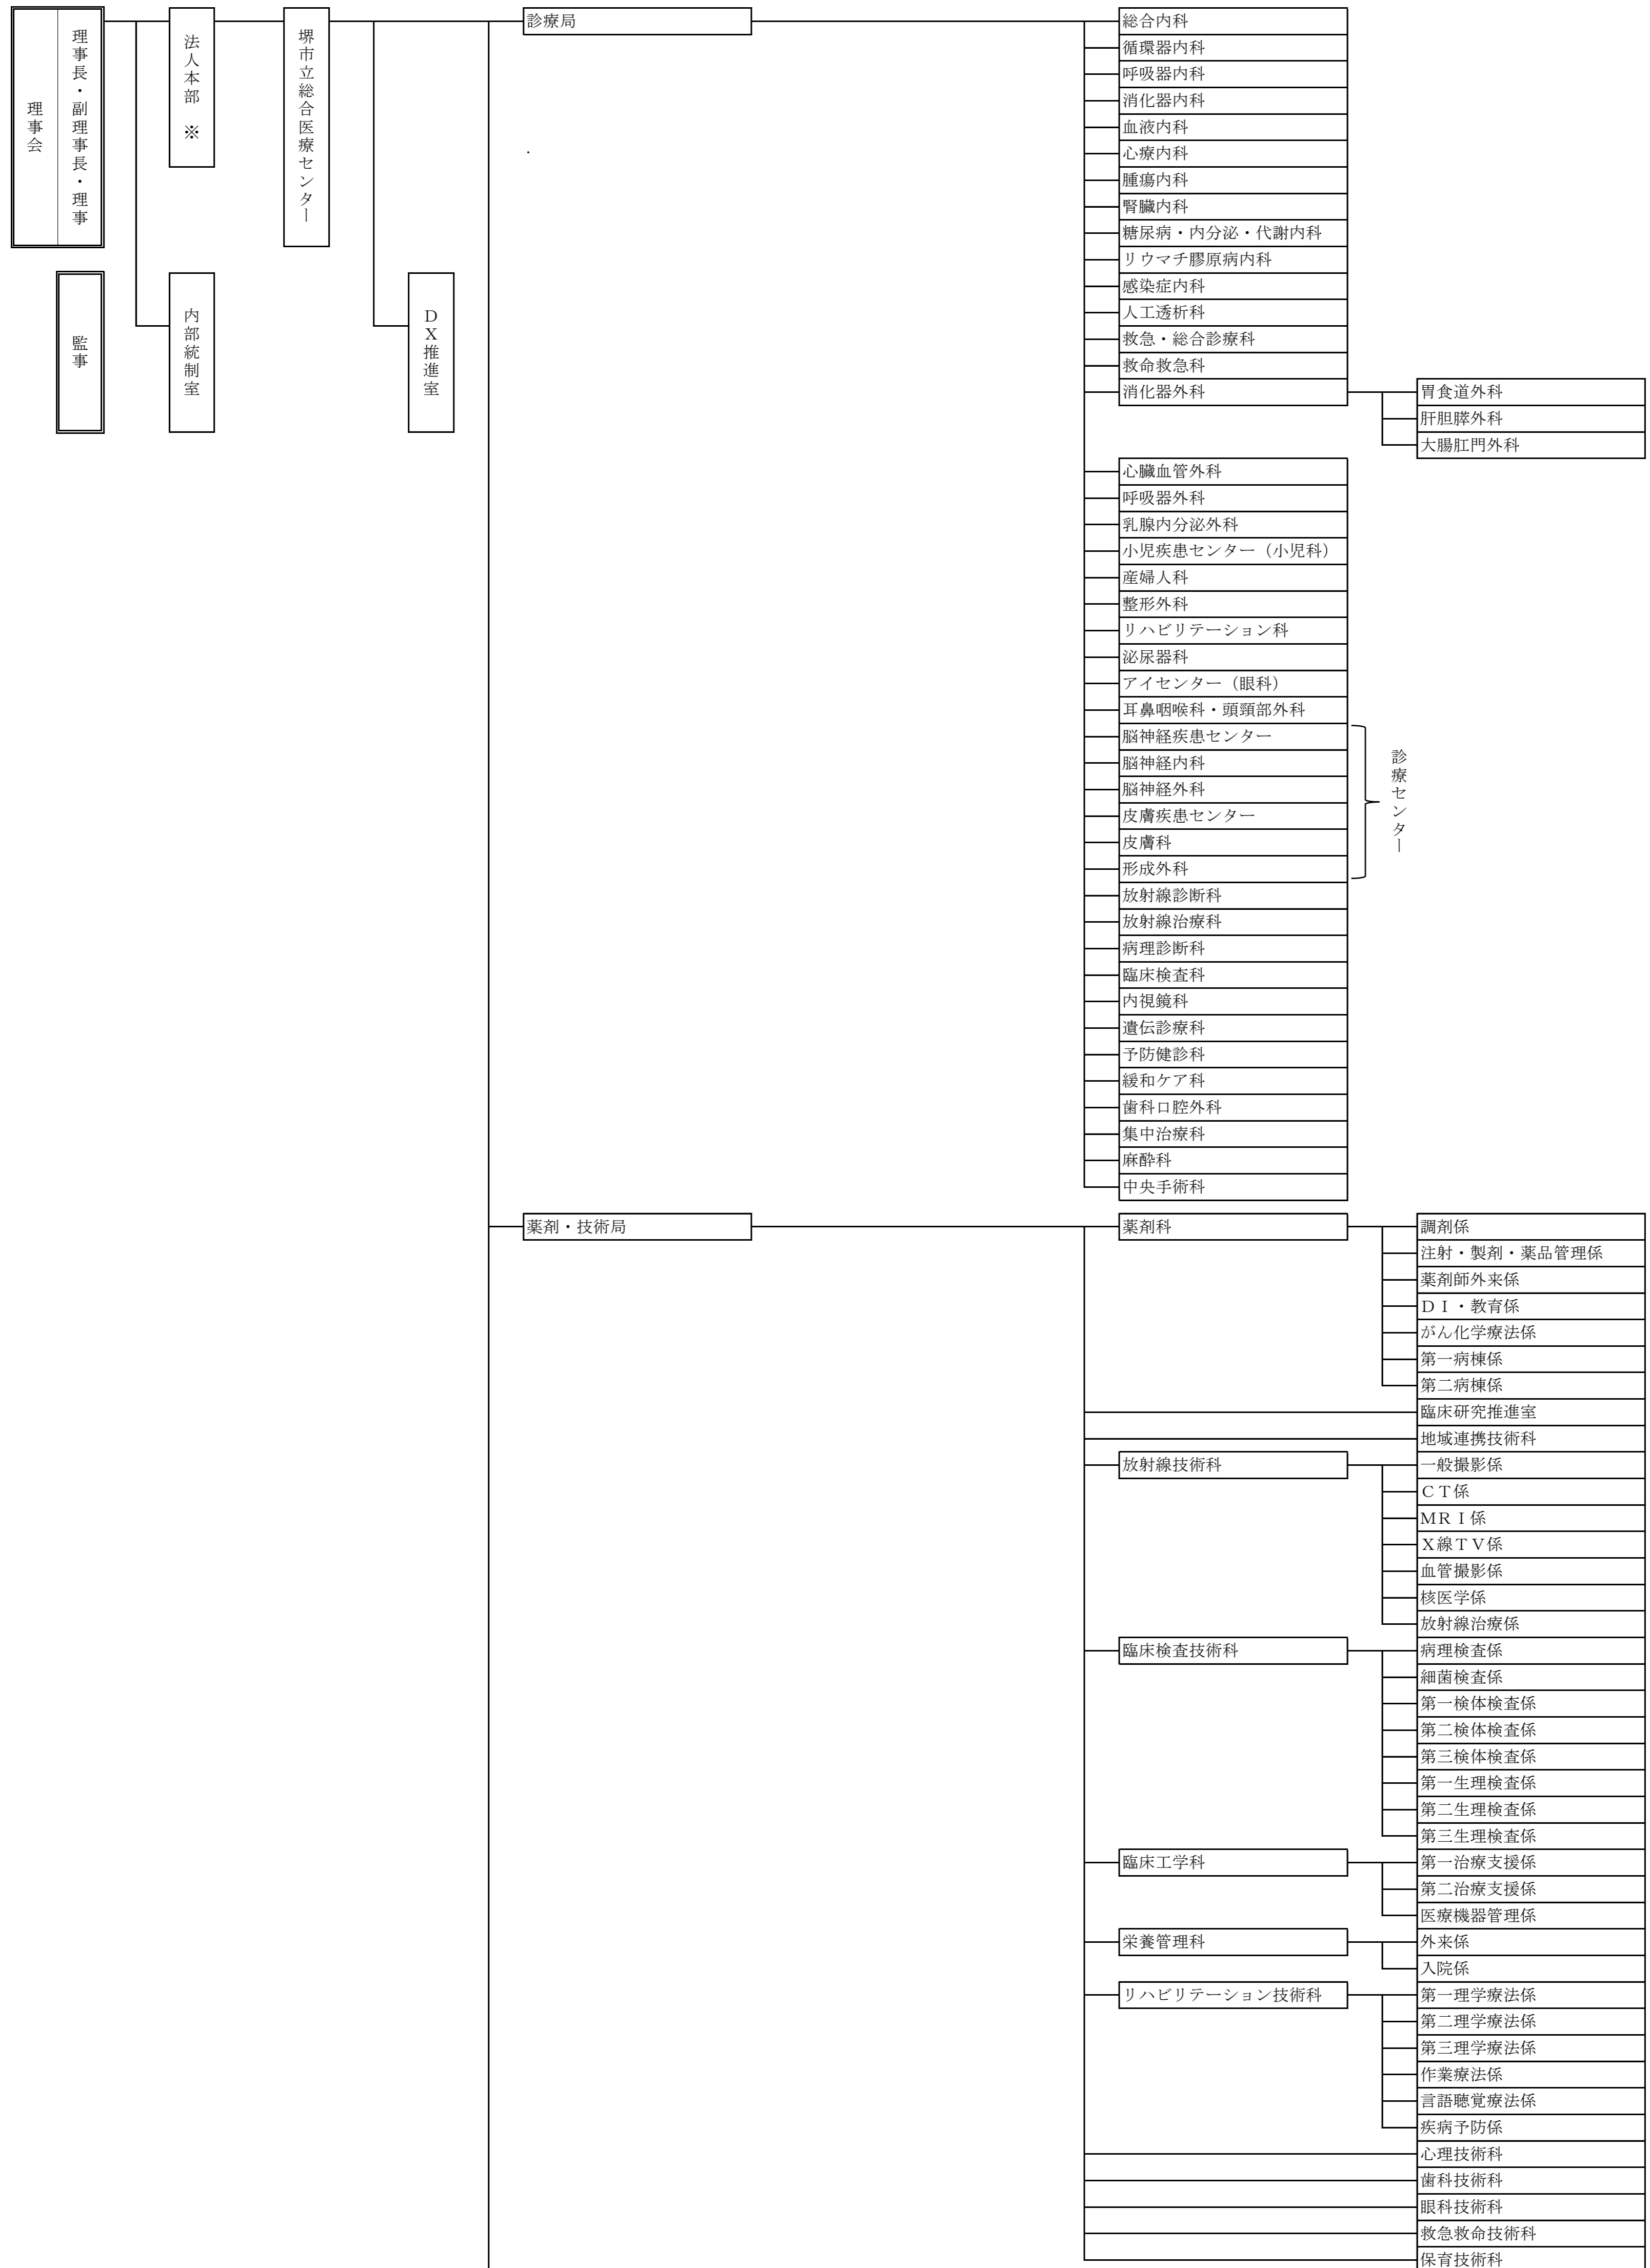 理事会
理事長・副理事長・理事
監事
法人本部　※
内部統制室
堺市立総合医療センター
ＤＸ推進室
診療局
.
総合内科
循環器内科
呼吸器内科
消化器内科
血液内科
心療内科
腫瘍内科
腎臓内科
糖尿病・内分泌・代謝内科
リウマチ膠原病内科
感染症内科
人工透析科
救急・総合診療科
救命救急科
消化器外科
胃食道外科
肝胆膵外科
大腸肛門外科
心臓血管外科
呼吸器外科
乳腺内分泌外科
小児疾患センター（小児科）
産婦人科
整形外科
リハビリテーション科
泌尿器科
アイセンター（眼科）
耳鼻咽喉科・頭頸部外科
脳神経疾患センター
脳神経内科
脳神経外科
皮膚疾患センター
皮膚科
形成外科
診療センター
放射線診断科
放射線治療科
病理診断科
臨床検査科
内視鏡科
遺伝診療科
予防健診科
緩和ケア科
歯科口腔外科
集中治療科
麻酔科
中央手術科
薬剤・技術局
薬剤科
調剤係
注射・製剤・薬品管理係
薬剤師外来係
ＤＩ・教育係
がん化学療法係
第一病棟係
第二病棟係
臨床研究推進室
地域連携技術科
放射線技術科
一般撮影係
ＣＴ係
ＭＲＩ係
Ｘ線ＴＶ係
血管撮影係
核医学係
放射線治療係
臨床検査技術科
病理検査係
細菌検査係
第一検体検査係
第二検体検査係
第三検体検査係
第一生理検査係
第二生理検査係
第三生理検査係
臨床工学科
第一治療支援係
第二治療支援係
医療機器管理係
栄養管理科
外来係
入院係
リハビリテーション技術科
第一理学療法係
第二理学療法係
第三理学療法係
作業療法係
言語聴覚療法係
疾病予防係
心理技術科
歯科技術科
眼科技術科
救急救命技術科
保育技術科